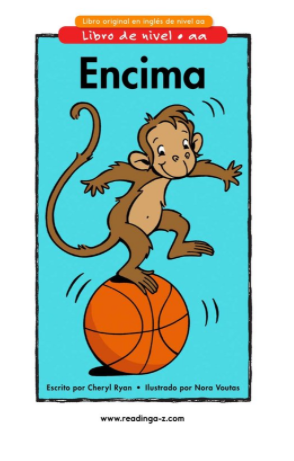 Libro original en inglés de nivel aa
Libro de nivel • aa
Encima
Escrito por Cheryl Ryan • Ilustrado por Nora Voutas
www.readinga-z.com